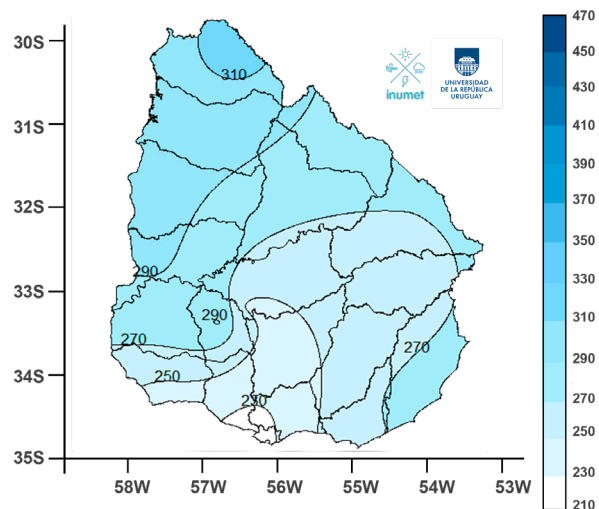 30S
31S
32S
33S
34S
35S
58W
57W
56W
55W
54W
53W
310
290
290
270
270
250
230
inumet
UNIVERSIDAD
DE LA REPÚBLICA
URUGUAY
470
450
430
410
390
370
350
330
310
290
270
250
230
210